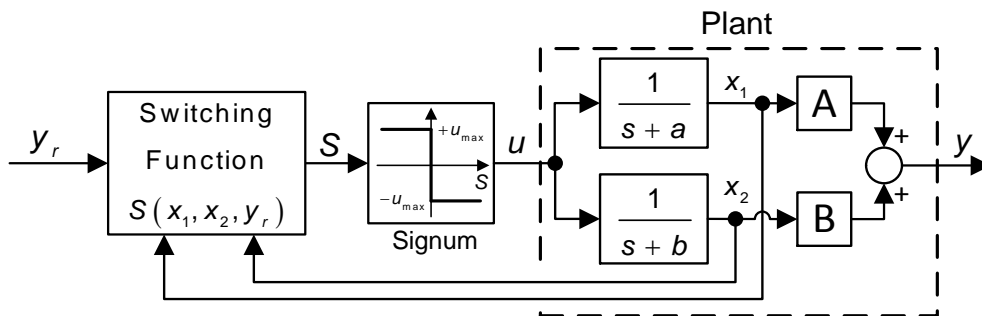 Plant
y_r
Switching
Function
S(x_1, x_2, y_r)
S
+u_max
S
-u_max
Signum
u
1
s + a
x_1
A
+
y
1
s + b
x_2
B
+